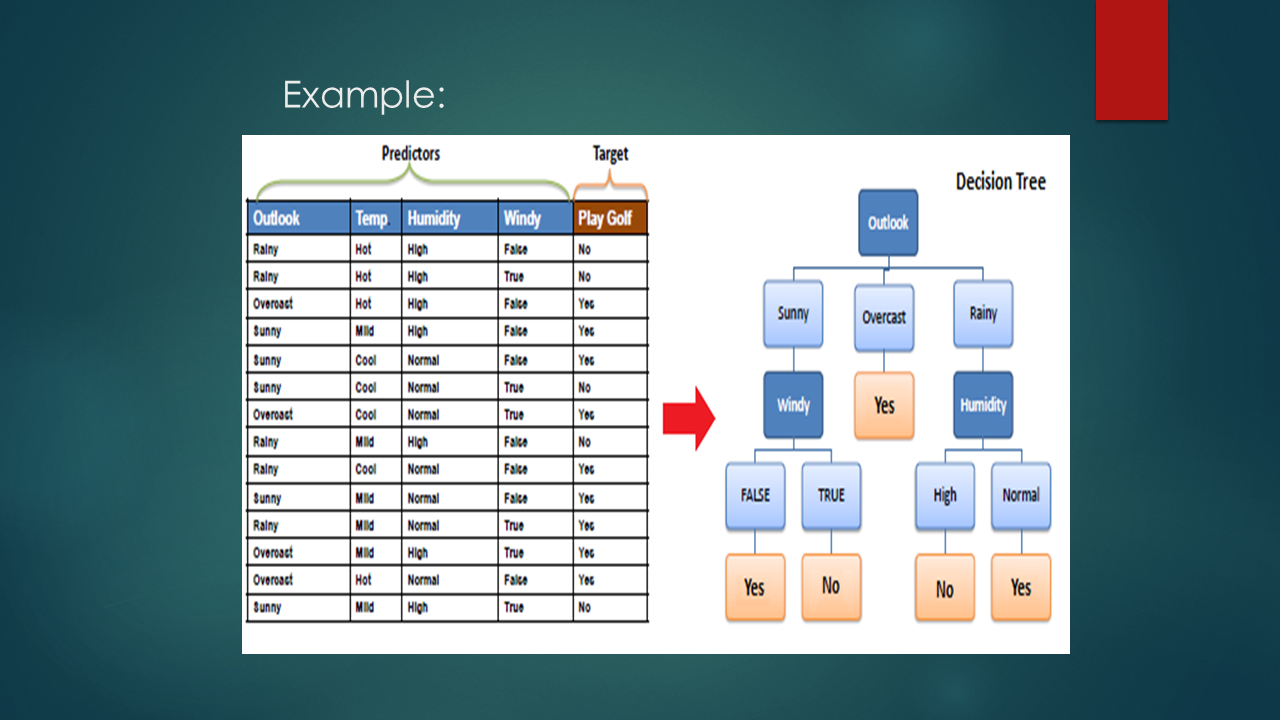 Example:
Predictors Target
Outlook Temp Humidity Windy Play Golf
Rainy Hot High False No
Rainy Hot High True No
Overcast Hot High False Yes
Sunny Mild High False Yes
Sunny Cool Normal False Yes
Sunny Cool Normal True No
Overcast Cool Normal True Yes
Rainy Mild High False No
Rainy Cool Normal False Yes
Sunny Mild Normal False Yes
Rainy Mild Normal True Yes
Overcast Mild High True Yes
Overcast Hot Normal False Yes
Sunny Mild High True No
Decision Tree
Outlook
Sunny Overcast Rainy
Windy Yes Humidity
FALSE TRUE High Normal
Yes No No Yes